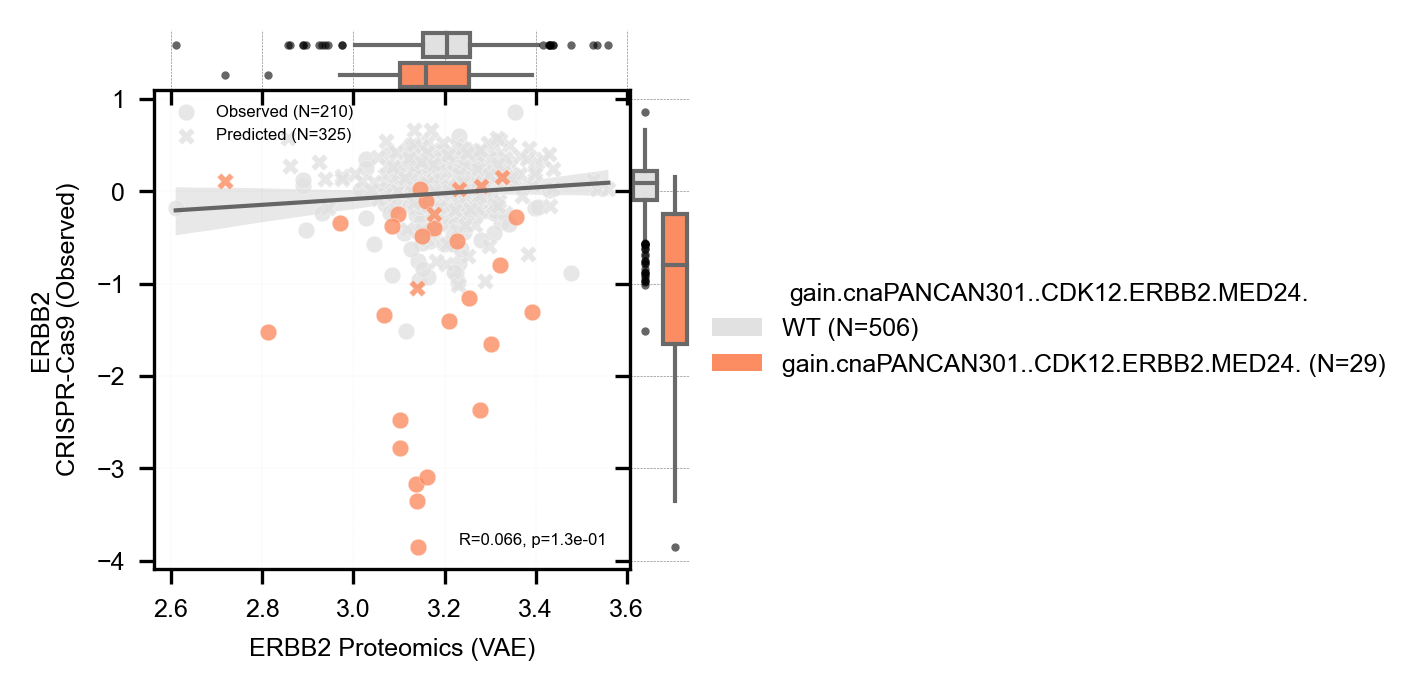 Observed (N=210)
Predicted (N=325)
1
0
−1
−2
−3
−4
ERBB2
CRISPR-Cas9 (Observed)
R=0.066, p=1.3e-01
2.6 2.8 3.0 3.2 3.4 3.6
ERBB2 Proteomics (VAE)
gain.cnaPANCAN301..CDK12.ERBB2.MED24.
WT (N=506)
gain.cnaPANCAN301..CDK12.ERBB2.MED24. (N=29)